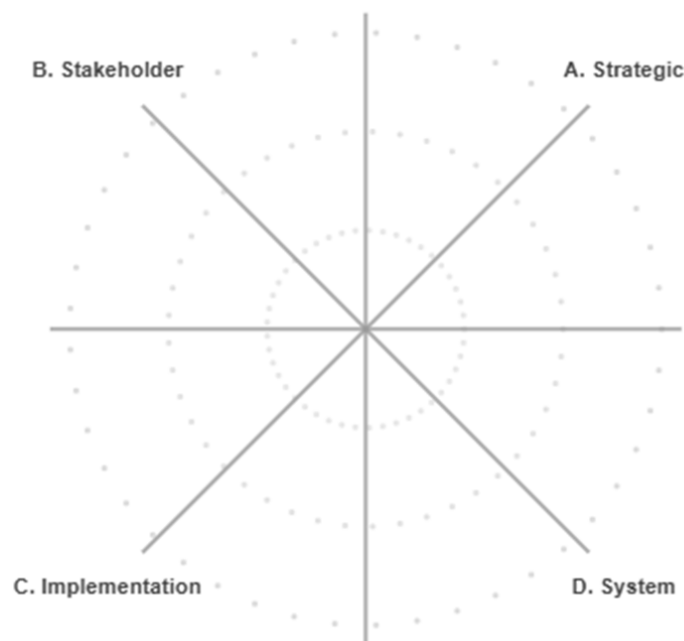 B. Stakeholder
A. Strategic
C. Implementation
D. System